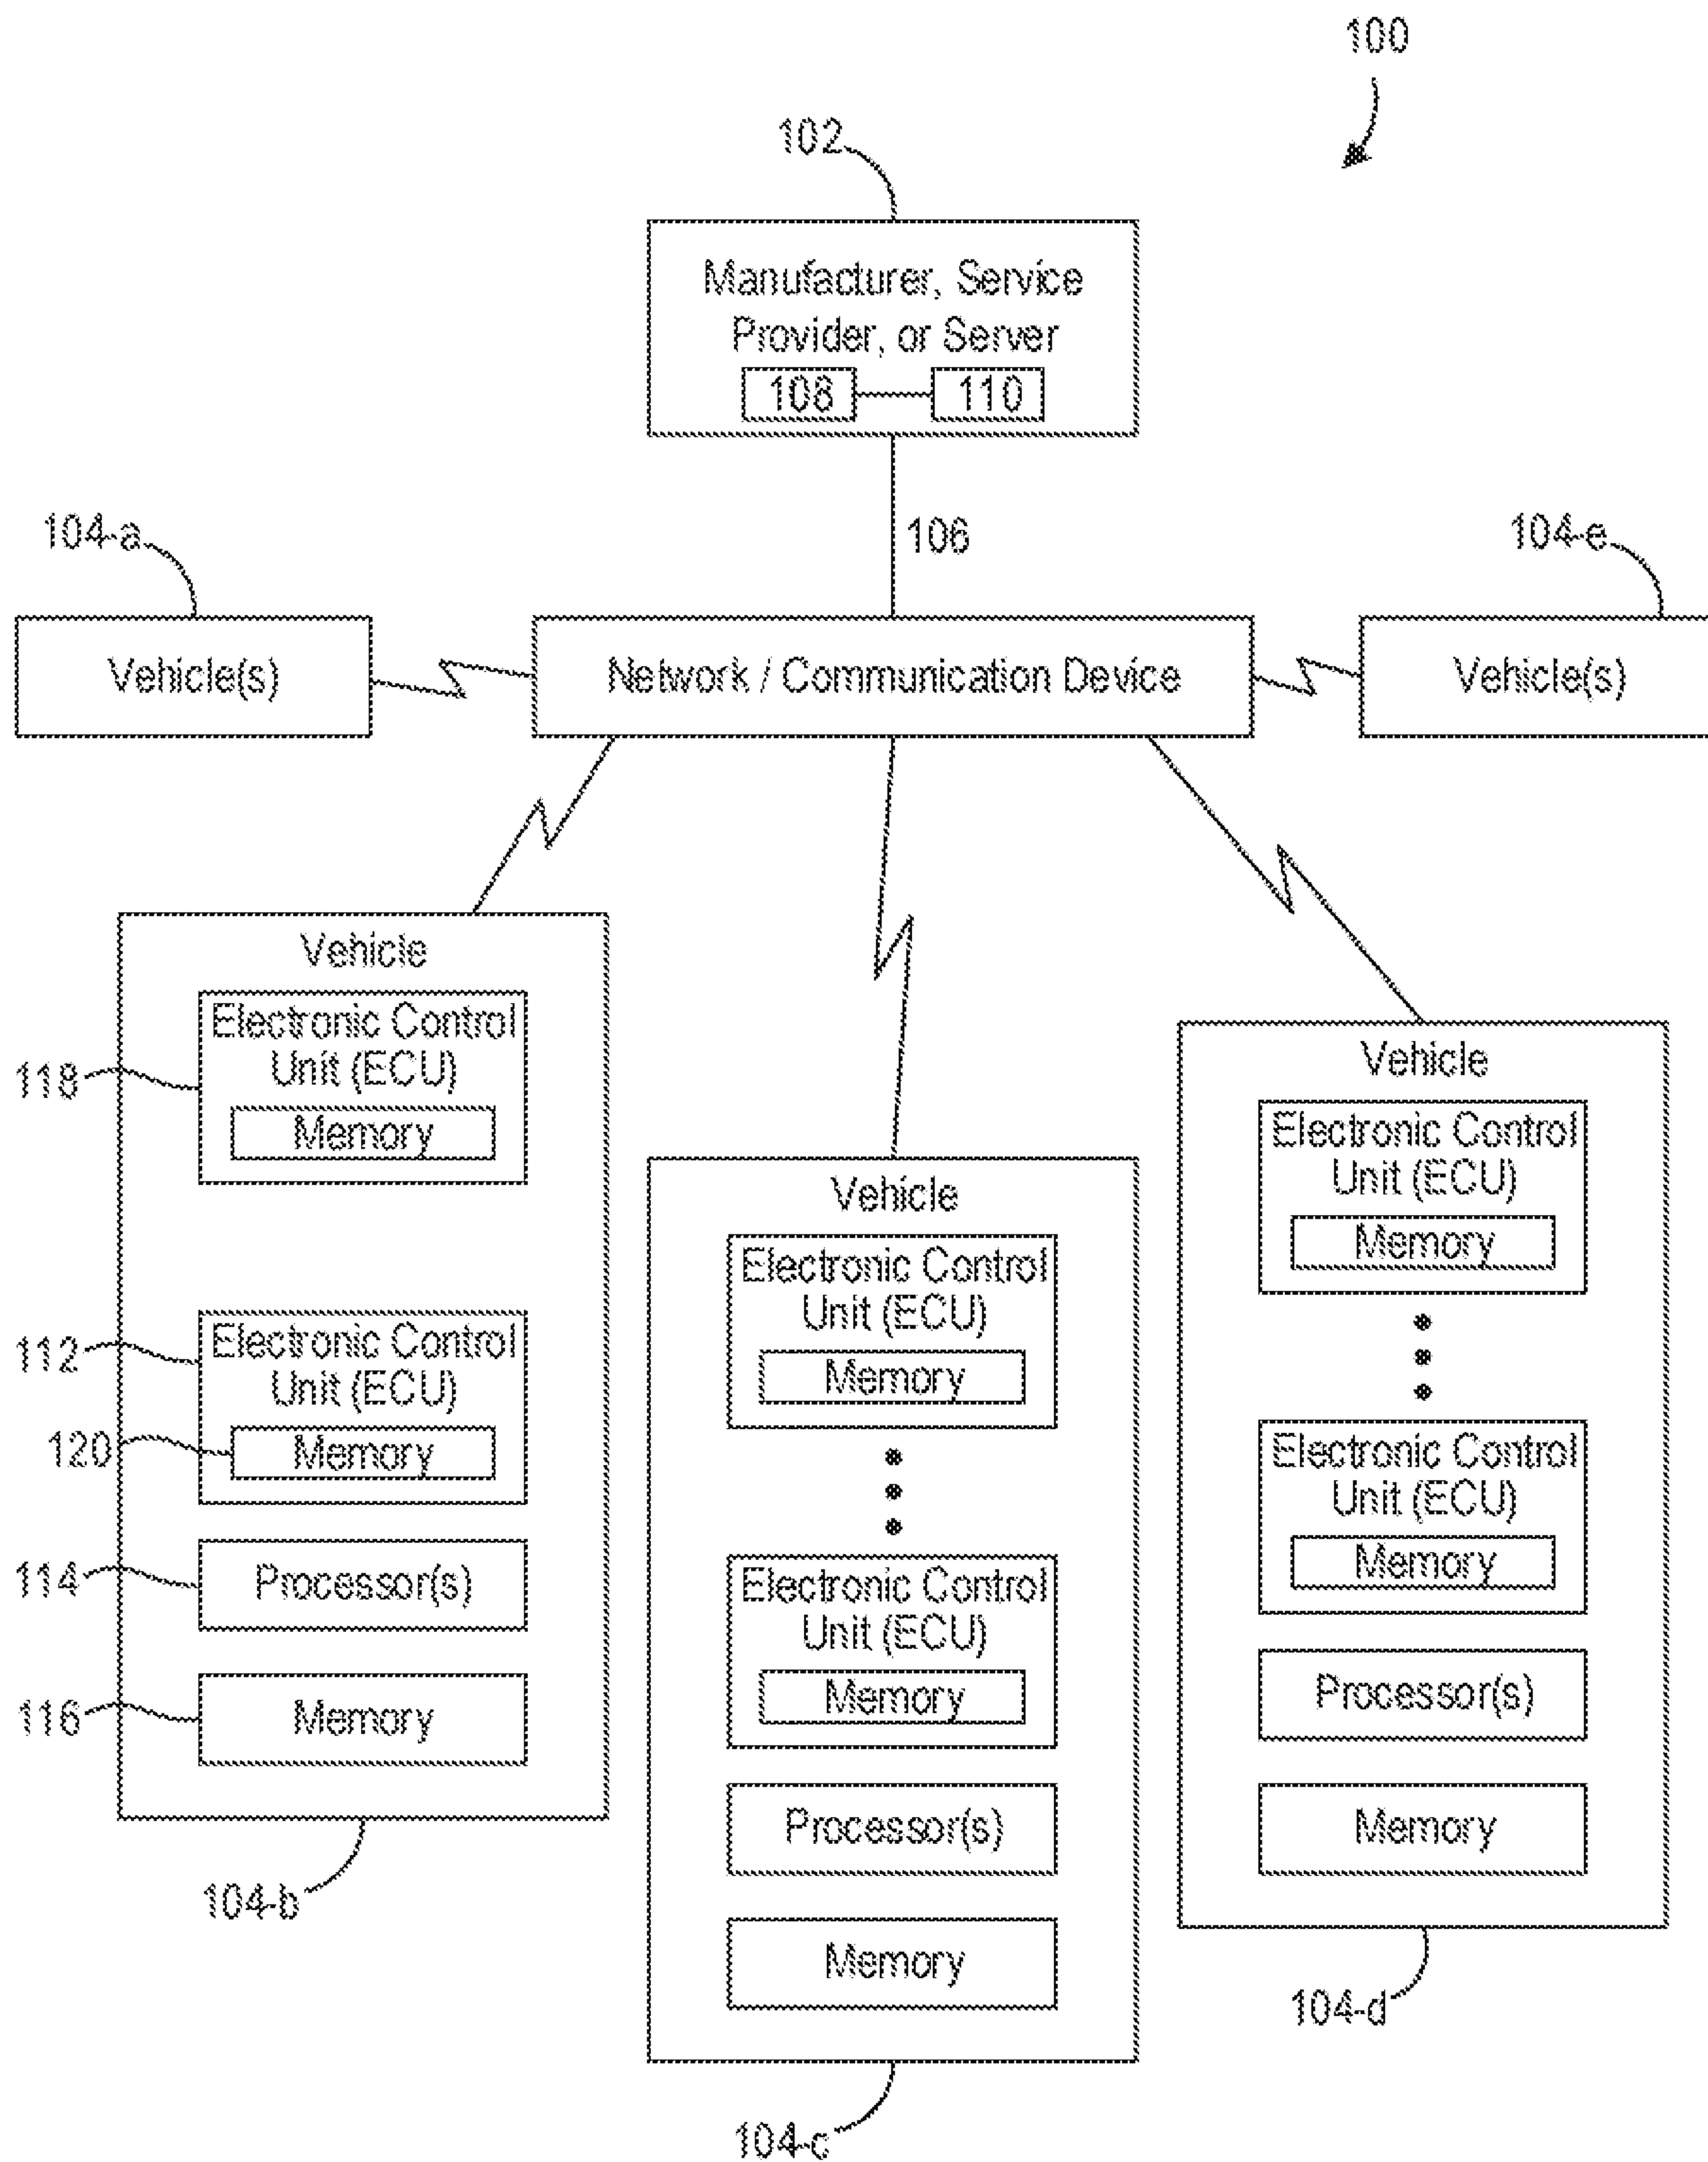 100
102
Manufacturer, Service
Provider, or Server
108
110
106
104-a
104-e
Vehicle(s)
Network / Communication Device
Vehicle(s)
Vehicle
Electronic Control
Unit (ECU)
Memory
118
Electronic Control
Unit (ECU)
Memory
112
120
Processor(s)
114
Memory
116
104-b
Vehicle
Electronic Control
Unit (ECU)
Memory
Electronic Control
Unit (ECU)
Memory
Processor(s)
Memory
104-c
Vehicle
Electronic Control
Unit (ECU)
Memory
Electronic Control
Unit (ECU)
Memory
Processor(s)
Memory
104-d